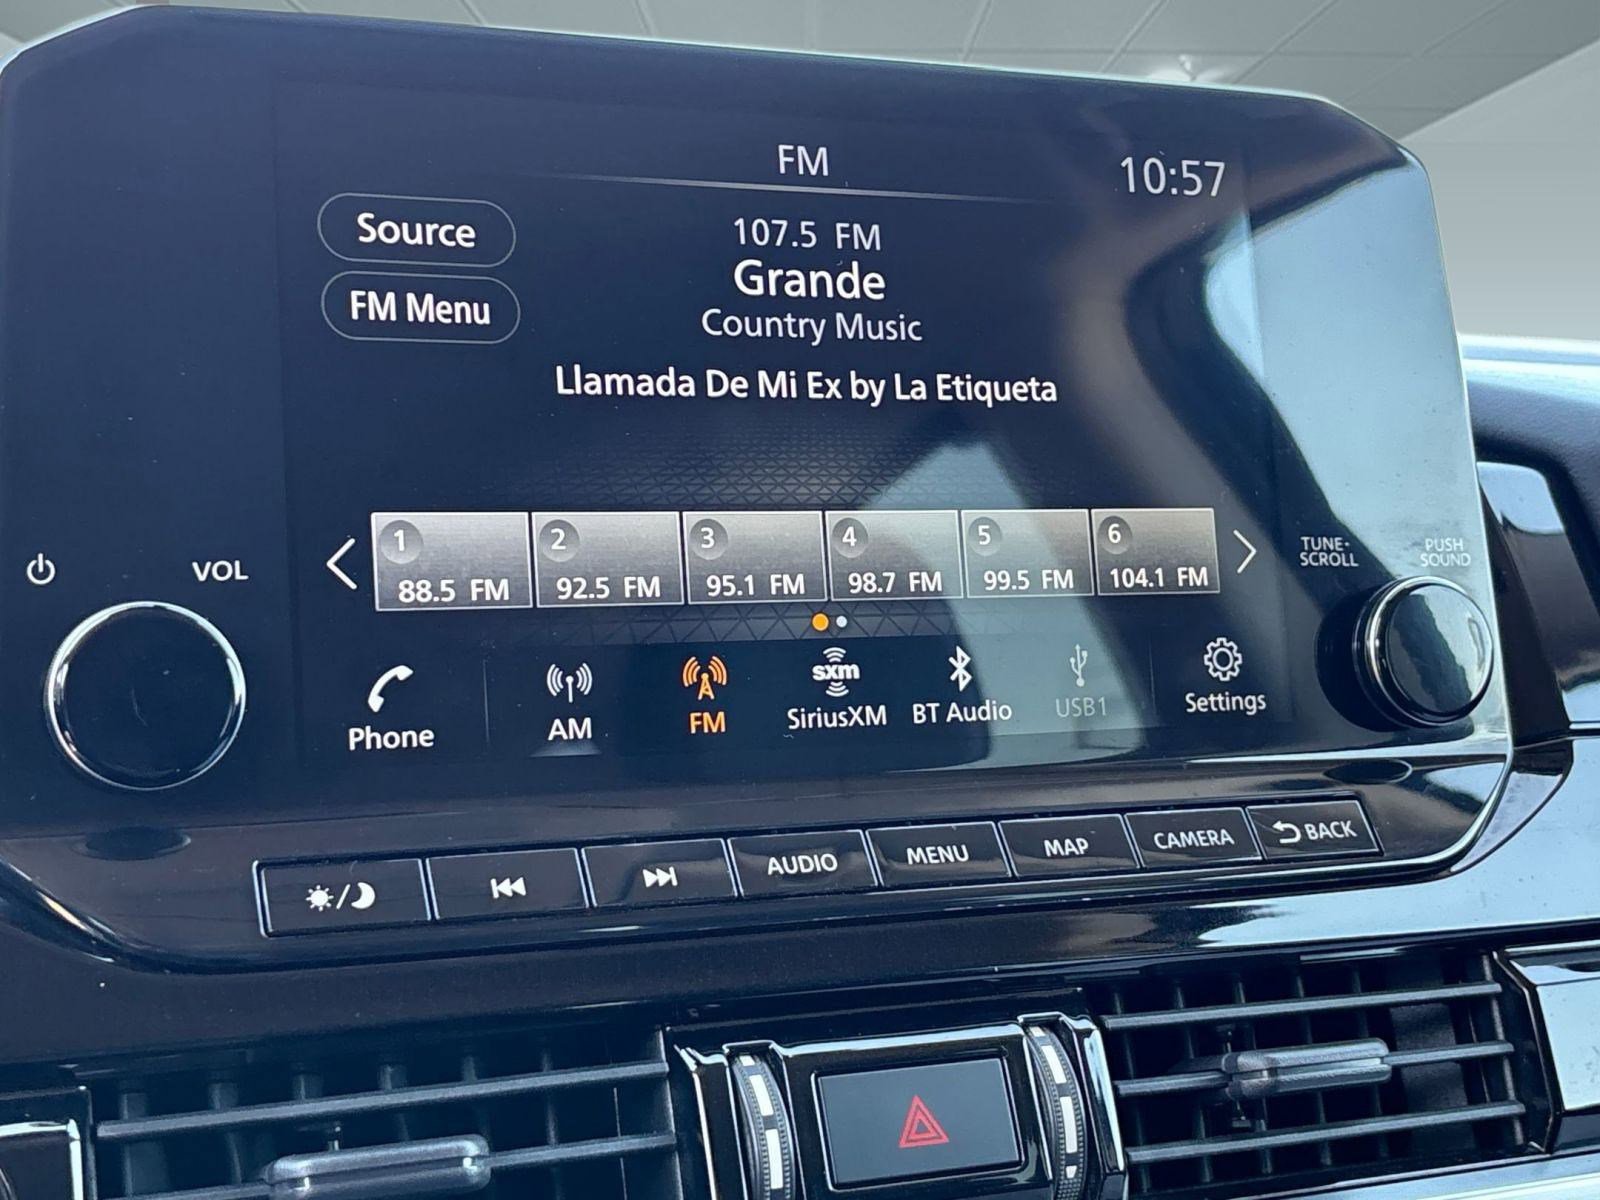 FM
10:57
Source
107.5 FM
Grande
FM Menu
Country Music
Llamada De Mi Ex by La Etiqueta
1
2
3
4
5
6
88.5 FM
92.5 FM
95.1 FM
98.7 FM
99.5 FM
104.1 FM
VOL
TUNE-
SCROLL
PUSH
SOUND
Phone
AM
FM
sxm
SiriusXM
BT Audio
USB1
Settings
AUDIO
MENU
MAP
CAMERA
BACK